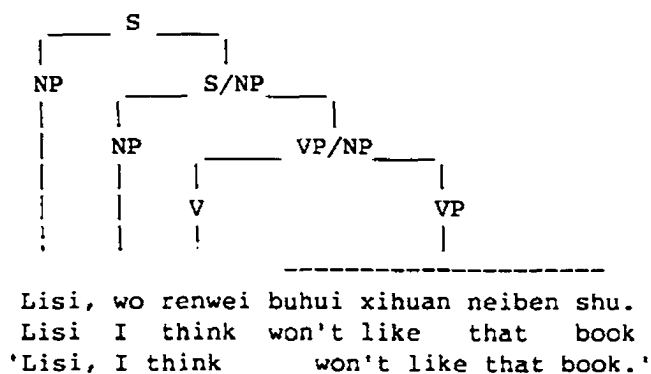 S
NP S/NP
NP VP/NP
V VP
Lisi, wo renwei buhui xihuan neiben shu.
Lisi I think won't like that book
'Lisi, I think won't like that book.'